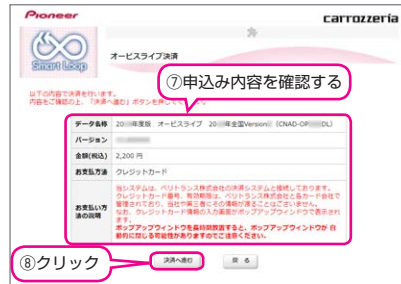 Pioneer
carrozzeria
Smart Loop
オービスライブ決済
⑦申込み内容を確認する
以下の内容で決済を行います。
内容をご確認の上、「決済へ進む」ボタンを押してください。
データ名称 20 年度版 オービスライブ 20 年全国Version (CNAD-OP DL)
バージョン
金額(税込) 2,200 円
お支払方法 クレジットカード
お支払い方法の説明
当システムは、ベリトランス株式会社の決済システムと接続しております。
クレジットカード番号、有効期限は、ベリトランス株式会社と各カード会社で
管理されており、当社や第三者にその情報が渡ることはございません。
なお、クレジットカード情報の入力画面がポップアップウィンドウで表示され
ます。
ポップアップウィンドウを長時間放置すると、ポップアップウィンドウが 自
動的に閉じる可能性がありますのでご注意ください。
⑧クリック
決済へ進む
戻 る